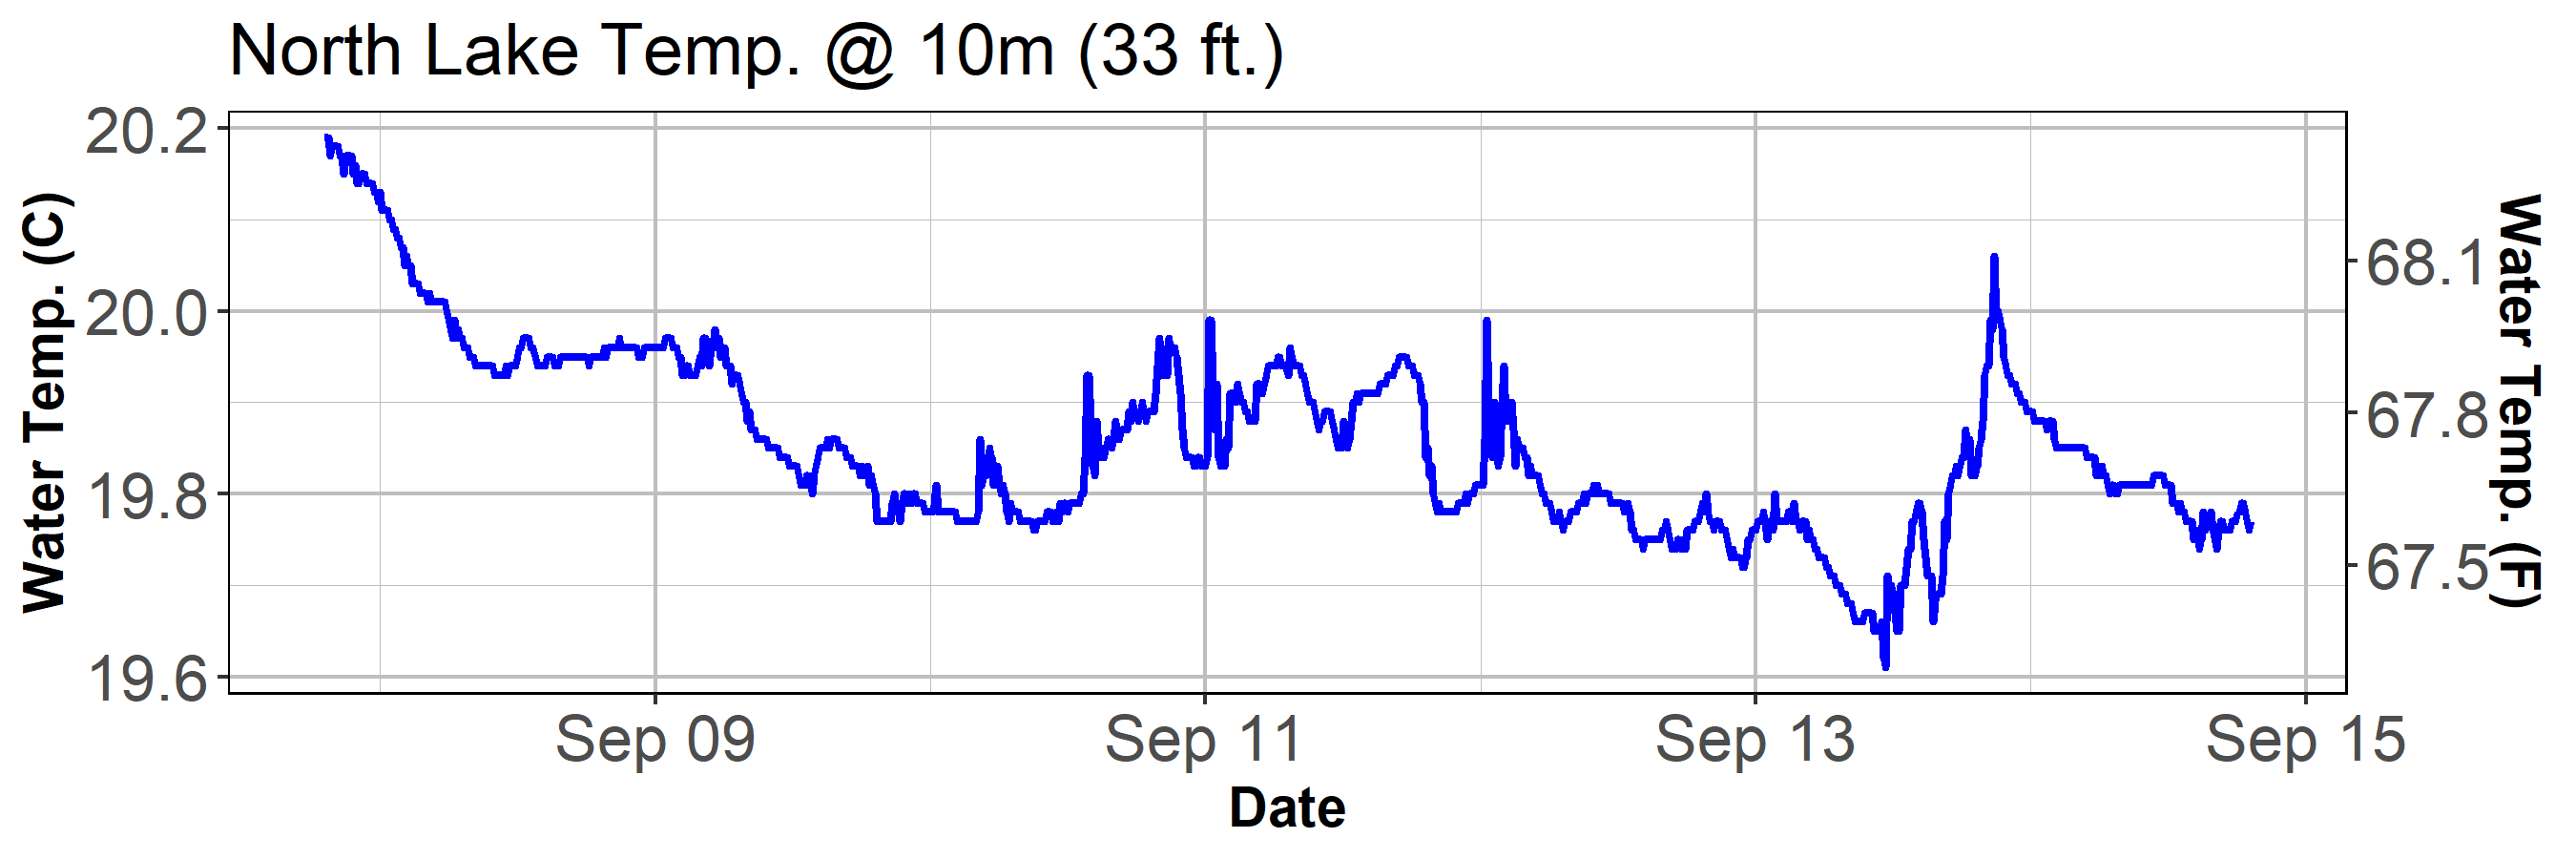 North Lake Temp. @ 10m (33 ft.)
Water Temp. (C)
20.2
20.0
19.8
19.6
68.1
67.8
67.5
Water Temp. (F)
Sep 09 Sep 11 Sep 13 Sep 15
Date